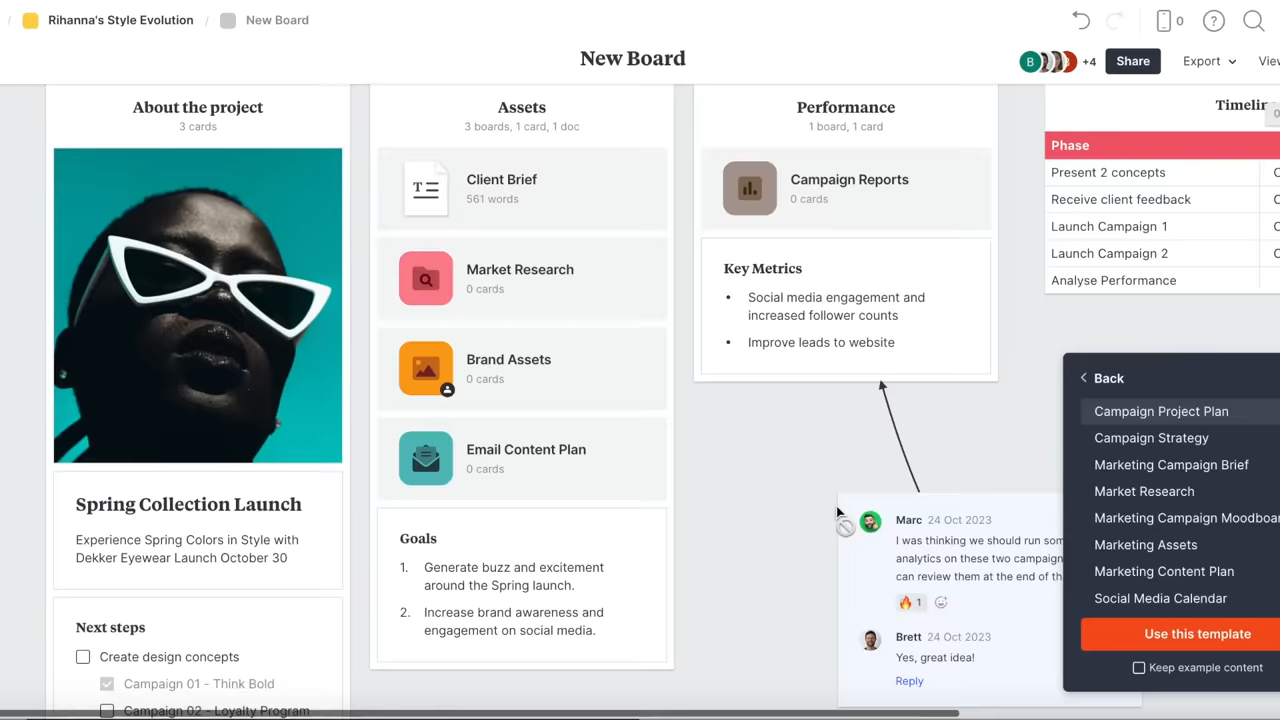 Rihanna's Style Evolution / New Board
0
New Board
B
+4
Share
Export
About the project
3 cards
Spring Collection Launch
Experience Spring Colors in Style with
Dekker Eyewear Launch October 30
Next steps
Create design concepts
Campaign 01 - Think Bold
Campaign 02 - Loyalty Program
Assets
3 boards, 1 card, 1 doc
T
Client Brief
561 words
Market Research
0 cards
Brand Assets
0 cards
Email Content Plan
0 cards
Goals
1. Generate buzz and excitement
around the Spring launch.
2. Increase brand awareness and
engagement on social media.
Performance
1 board, 1 card
Campaign Reports
0 cards
Key Metrics
• Social media engagement and
increased follower counts
• Improve leads to website
Marc 24 Oct 2023
I was thinking we should run
analytics on these two campaign
can review them at the end of
1
Brett 24 Oct 2023
Yes, great idea!
Reply
Phase
Present 2 concepts
Receive client feedback
Launch Campaign 1
Launch Campaign 2
Analyse Performance
Back
Campaign Project Plan
Campaign Strategy
Marketing Campaign Brief
Market Research
Marketing Campaign
Marketing Assets
Marketing Content Plan
Social Media Calendar
Use this template
Keep example content